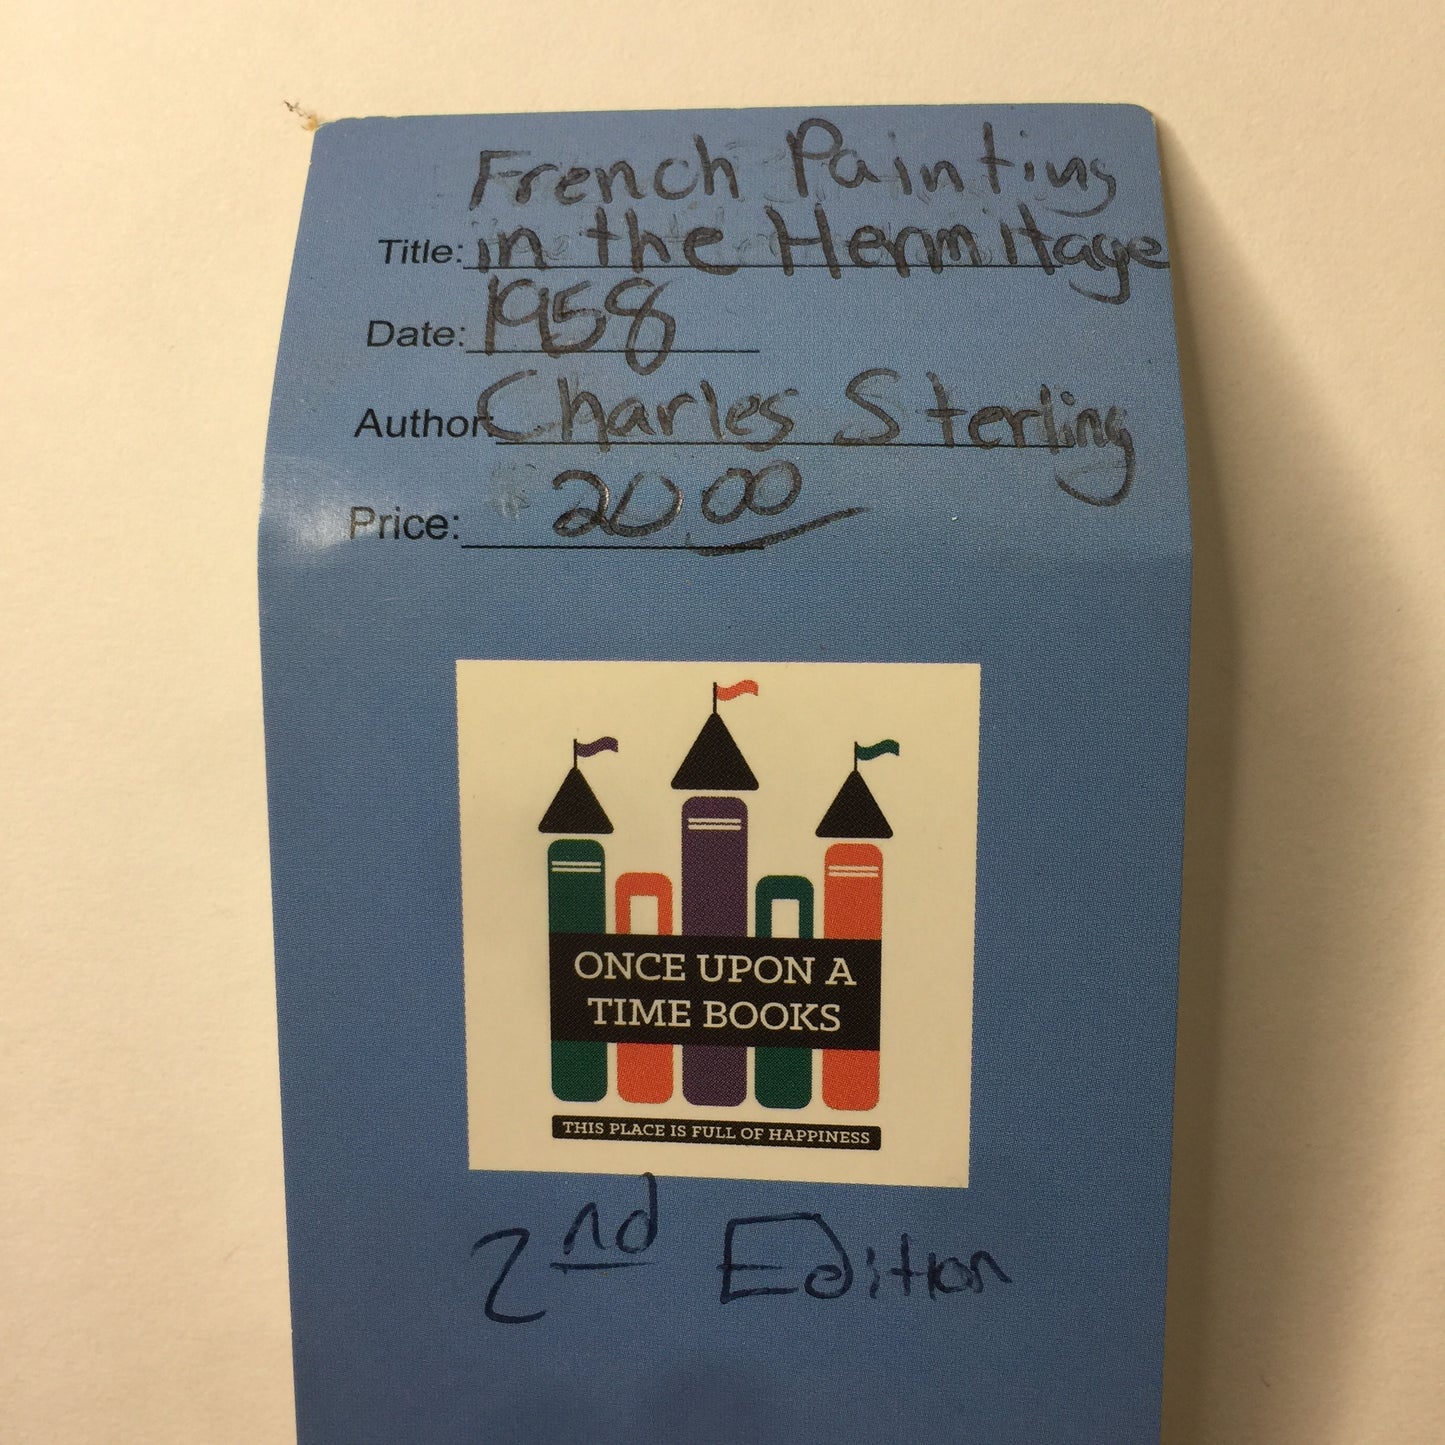 French Painting
Title: in the Hermitage
Date: 1958
Author: Charles Sterling
Price: 20.00
ONCE UPON A
TIME BOOKS
THIS PLACE IS FULL OF HAPPINESS
2nd Edition